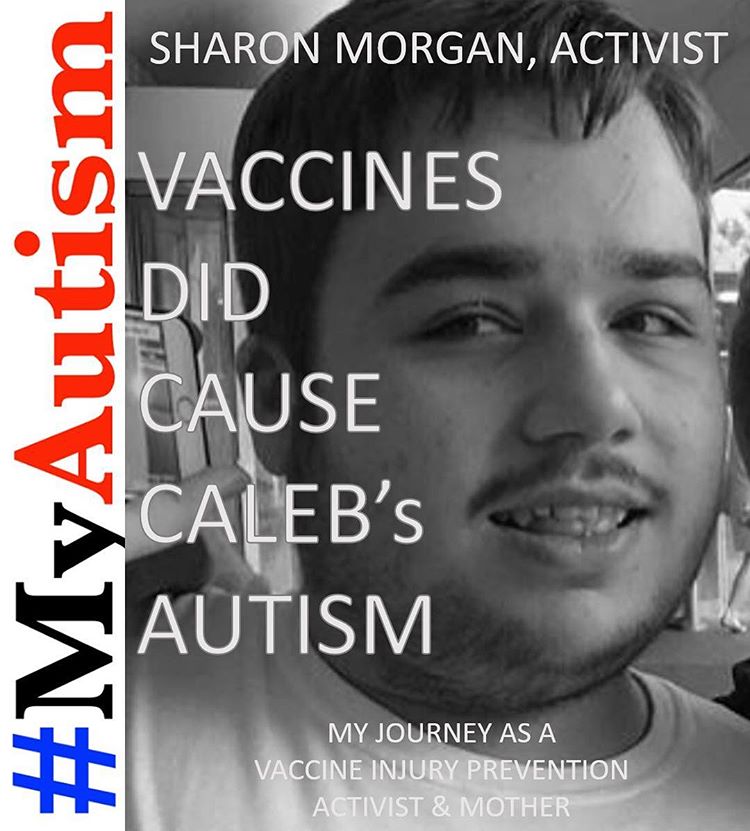 #MyAutism
SHARON MORGAN, ACTIVIST
VACCINES
DID
CAUSE
CALEB's
AUTISM
MY JOURNEY AS A
VACCINE INJURY PREVENTION
ACTIVIST & MOTHER